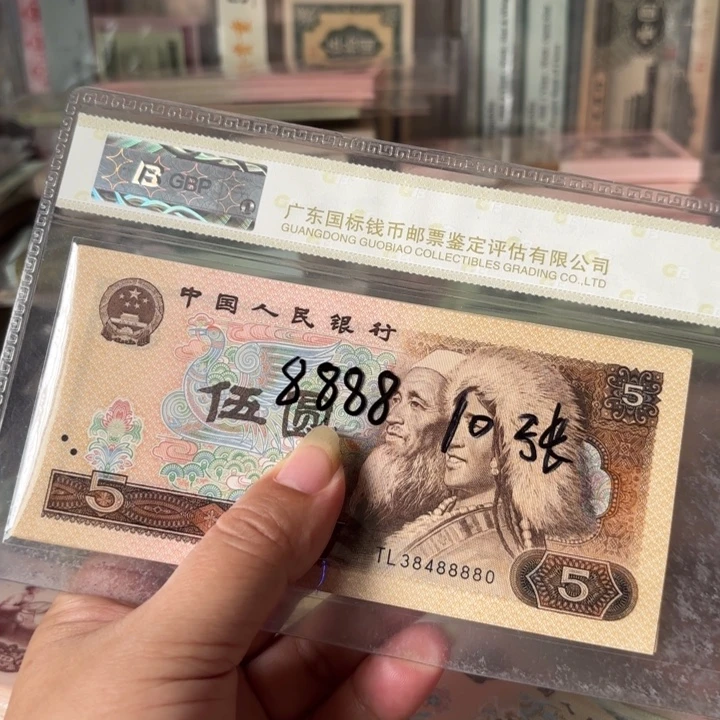 GBP
广东国标钱币邮票鉴定评估有限公司
GUANGDONG GUOBIAO COLLECTIBLES GRADING CO.,LTD
中国人民银行
伍圆
8888 10张
5
5
TL38488880
5